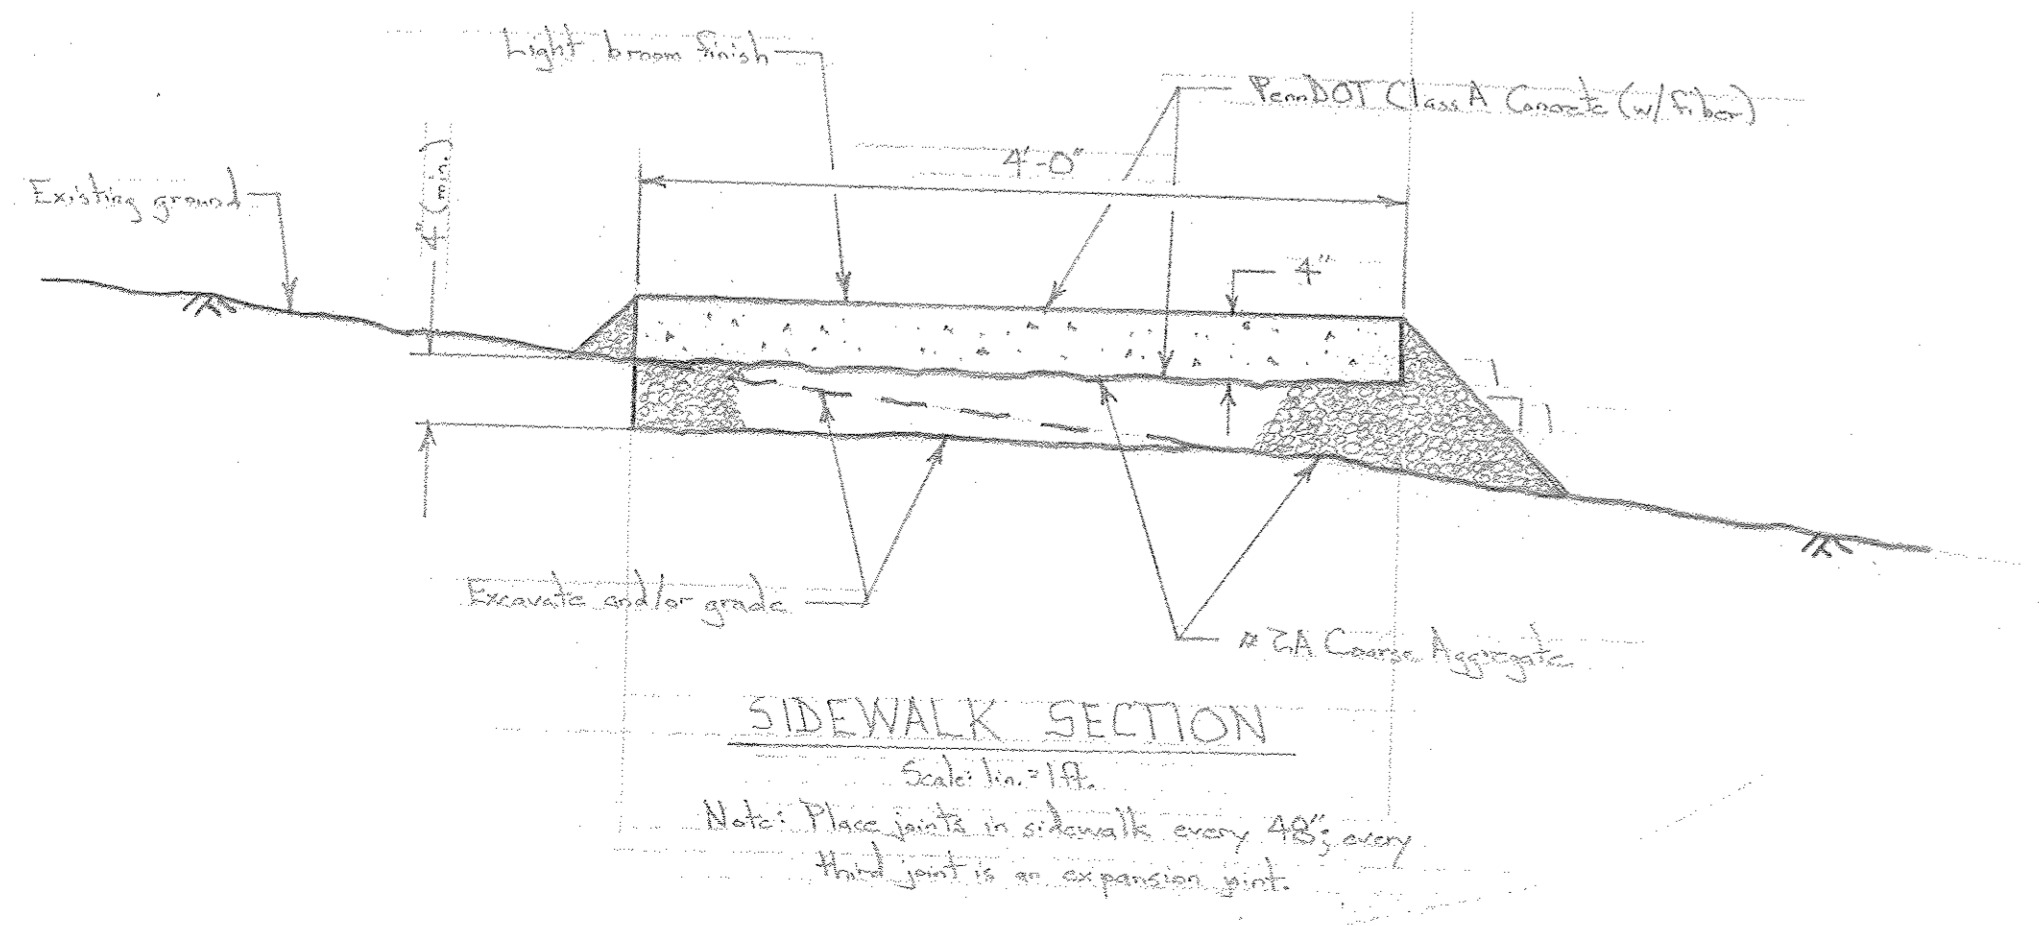 Light broom finish
PennDOT Class A Concrete (w/ fiber)
4'-0"
4" (min.)
Existing ground
4"
1
1
Excavate and/or grade
# 2A Coarse Aggregate
SIDEWALK SECTION
Scale: 1in. = 1ft.
Note: Place joints in sidewalk every 48"; every
third joint is an expansion joint.